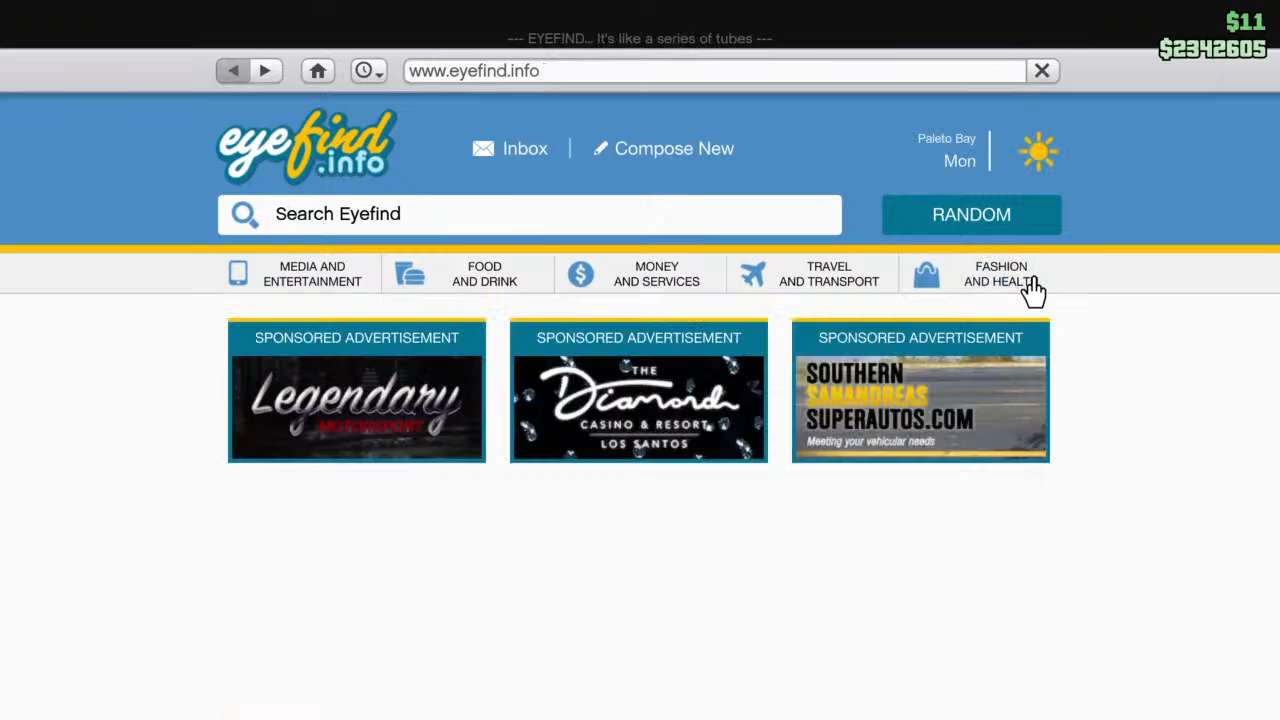 $11
--- EYEFIND... It's like a series of tubes ---
$2342605
www.eyefind.info
eyefind
.info
Inbox
Compose New
Paleto Bay
Mon
Search Eyefind
RANDOM
MEDIA AND
ENTERTAINMENT
FOOD
AND DRINK
MONEY
AND SERVICES
TRAVEL
AND TRANSPORT
FASHION
AND HEALTH
SPONSORED ADVERTISEMENT
Legendary
MOTORSPORT
SPONSORED ADVERTISEMENT
THE
Diamond
CASINO & RESORT
LOS SANTOS
SPONSORED ADVERTISEMENT
SOUTHERN
SANANDREAS
SUPERAUTOS.COM
Meeting your vehicular needs